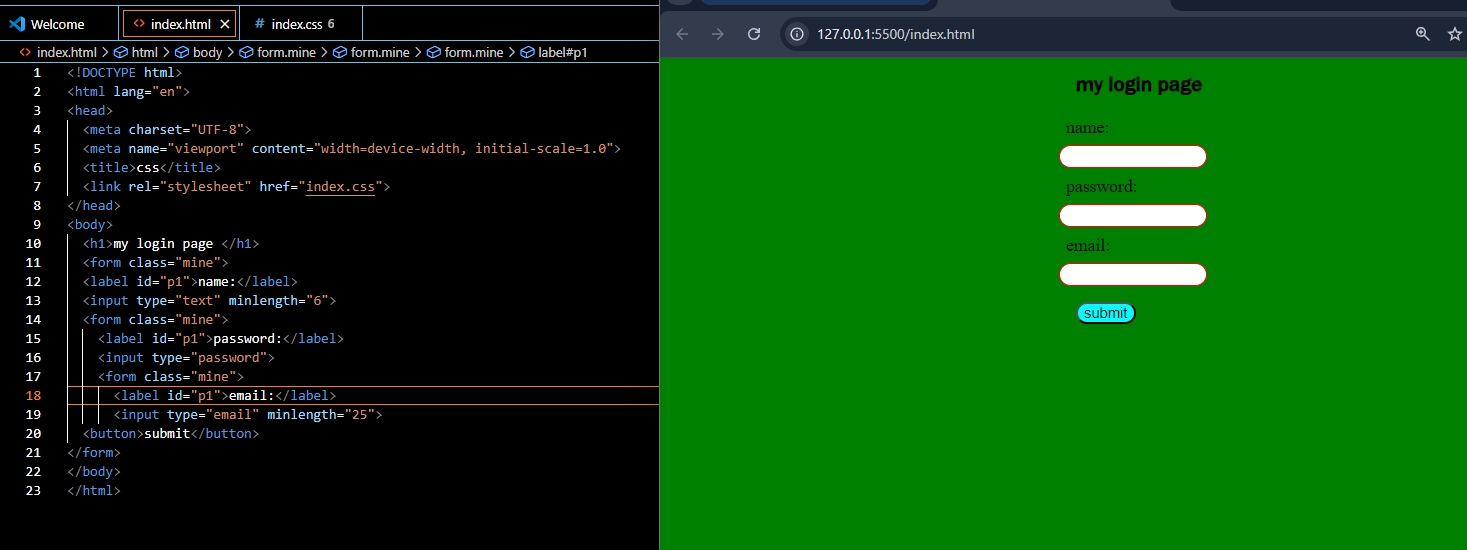 Welcome
index.html
index.css 6
index.html > html > body > form.mine > form.mine > form.mine > label#p1
1 <!DOCTYPE html>
2 <html lang="en">
3 <head>
4 <meta charset="UTF-8">
5 <meta name="viewport" content="width=device-width, initial-scale=1.0">
6 <title>css</title>
7 <link rel="stylesheet" href="index.css">
8 </head>
9 <body>
10 <h1>my login page </h1>
11 <form class="mine">
12 <label id="p1">name:</label>
13 <input type="text" minlength="6">
14 <form class="mine">
15 <label id="p1">password:</label>
16 <input type="password">
17 <form class="mine">
18 <label id="p1">email:</label>
19 <input type="email" minlength="25">
20 <button>submit</button>
21 </form>
22 </body>
23 </html>
127.0.0.1:5500/index.html
my login page
name:
password:
email:
submit